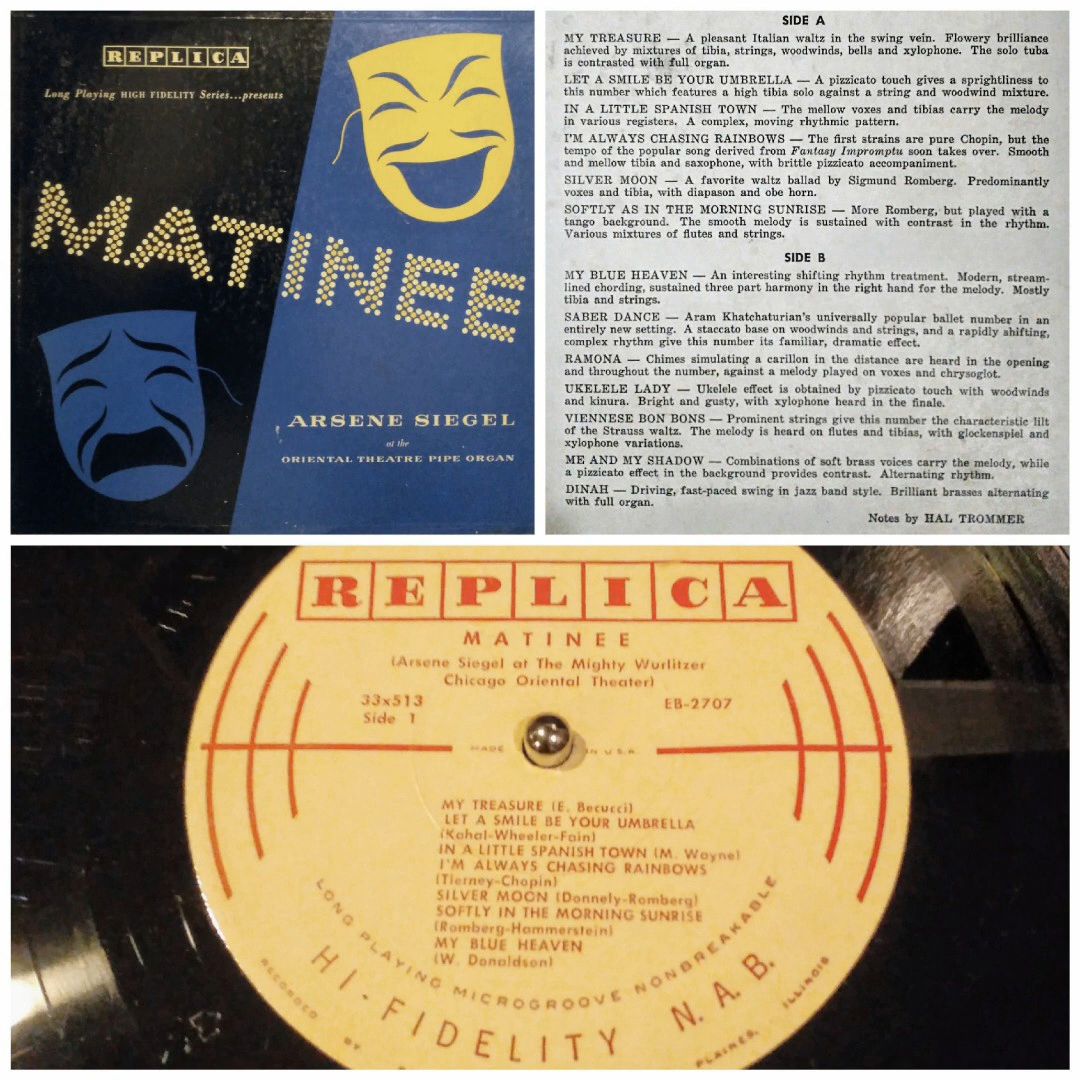 REPLICA
Long Playing HIGH FIDELITY Series...presents
MATINEE
ARSENE SIEGEL
at the
ORIENTAL THEATRE PIPE ORGAN
SIDE A
MY TREASURE — A pleasant Italian waltz in the swing vein. Flowery brilliance
achieved by mixtures of tibia, strings, woodwinds, bells and xylophone. The solo tuba
is contrasted with full organ.
LET A SMILE BE YOUR UMBRELLA — A pizzicato touch gives a sprightliness to
this number which features a high tibia solo against a string and woodwind mixture.
IN A LITTLE SPANISH TOWN — The mellow voxes and tibias carry the melody
in various registers. A complex, moving rhythmic pattern.
I'M ALWAYS CHASING RAINBOWS — The first strains are pure Chopin, but the
tempo of the popular song derived from Fantasy Impromptu soon takes over. Smooth
and mellow tibia and saxophone, with brittle pizzicato accompaniment.
SILVER MOON — A favorite waltz ballad by Sigmund Romberg. Predominantly
voxes and tibia, with diapason and oboe horn.
SOFTLY AS IN THE MORNING SUNRISE — More Romberg, but played with a
tango background. The smooth melody is sustained with contrast in the rhythm.
Various mixtures of flutes and strings.
SIDE B
MY BLUE HEAVEN — An interesting shifting rhythm treatment. Modern, stream-
lined chording, sustained three part harmony in the right hand for the melody. Mostly
tibia and strings.
SABER DANCE — Aram Khatchaturian's universally popular ballet number in an
entirely new setting. A staccato base on woodwinds and strings, and a rapidly shifting,
complex rhythm give this number its familiar, dramatic effect.
RAMONA — Chimes simulating a carillon in the distance are heard in the opening
and throughout the number, against a melody played on voxes and chrysoglot.
UKELELE LADY — Ukelele effect is obtained by pizzicato touch with woodwinds
and kinura. Bright and gusty, with xylophone heard in the finale.
VIENNESE BON BONS — Prominent strings give this number the characteristic lilt
of the Strauss waltz. The melody is heard on flutes and tibias, with glockenspiel and
xylophone variations.
ME AND MY SHADOW — Combinations of soft brass voices carry the melody, while
a pizzicato effect in the background provides contrast. Alternating rhythm.
DINAH — Driving, fast-paced swing in jazz band style. Brilliant brasses alternating
with full organ.
Notes by HAL TROMMER
REPLICA
MATINEE
(Arsene Siegel at The Mighty Wurlitzer
Chicago Oriental Theater)
33x513
Side 1
EB-2707
MADE IN U.S.A.
MY TREASURE (E. Becucci)
LET A SMILE BE YOUR UMBRELLA
(Kahal-Wheeler-Fain)
IN A LITTLE SPANISH TOWN (M. Wayne)
I'M ALWAYS CHASING RAINBOWS
(Tierney-Chopin)
SILVER MOON (Donnely-Romberg)
SOFTLY IN THE MORNING SUNRISE
(Romberg-Hammerstein)
MY BLUE HEAVEN
(W. Donaldson)
LONG PLAYING MICROGROOVE NONBREAKABLE
HI-FIDELITY N.A.B.
RECORDED BY
PLAINES, ILLINOIS